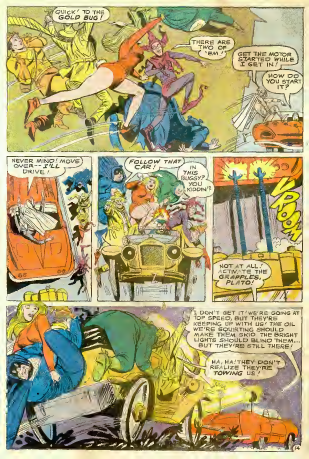 QUICK! TO THE
GOLD BUG!
THERE ARE
TWO OF
'EM!
GET THE MOTOR
STARTED WHILE
I GET IN!
HOW DO
YOU START
IT?
NEVER MIND! MOVE
OVER--I'LL
DRIVE!
FOLLOW THAT
CAR!
IN
THIS
BUGGY?
YOU
KIDDIN'?
VROOM
NOT AT ALL!
ACTIVATE THE
GRAPPLES,
PLATO!
I DON'T GET IT! WE'RE GOING AT
TOP SPEED, BUT THEY'RE
KEEPING UP WITH US! THE OIL
WE'RE SQUIRTING SHOULD
MAKE THEM SKID. THE BRIGHT
LIGHTS SHOULD BLIND THEM...
BUT THEY'RE STILL THERE!
HA, HA! THEY DON'T
REALIZE THEY'RE
TOWING US!
14